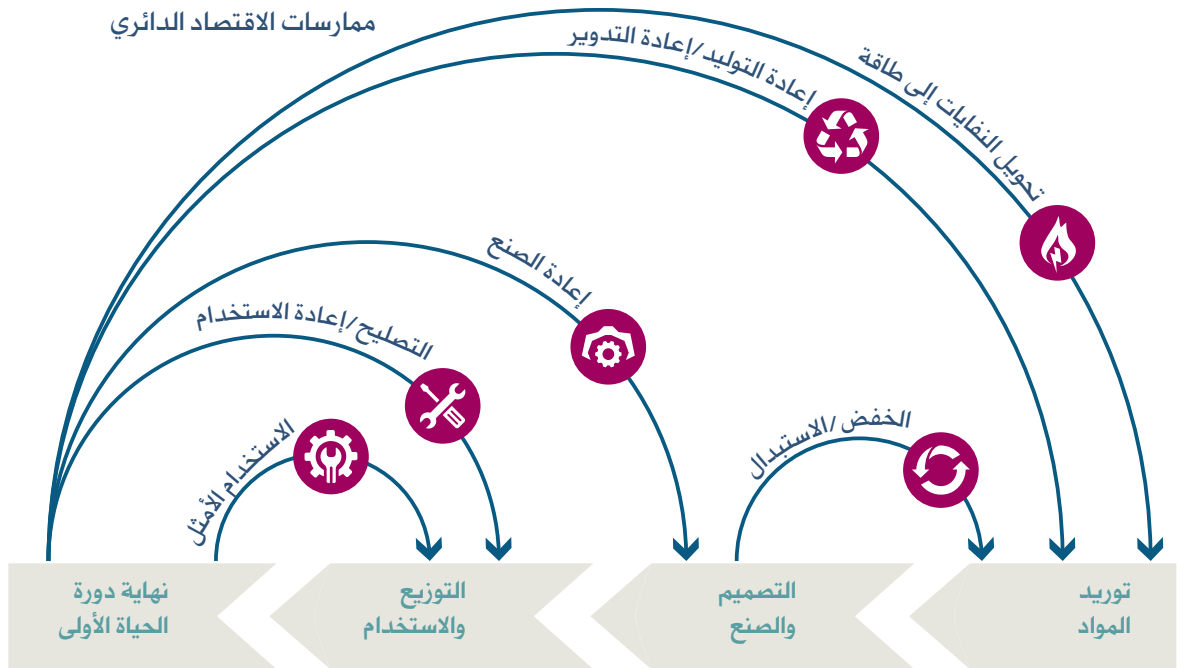 ممارسات الاقتصاد الدائري
تحويل النفايات إلى طاقة
إعادة التوليد/إعادة التدوير
إعادة الصنع
التصليح/إعادة الاستخدام
الاستخدام الأمثل
الخفض/الاستبدال
توريد
المواد
التصميم
والصنع
التوزيع
والاستخدام
نهاية دورة
الحياة الأولى